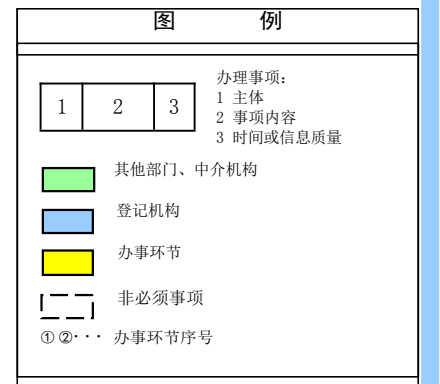 图 例
办理事项：
1 2 3
1 主体
2 事项内容
3 时间或信息质量
其他部门、中介机构
登记机构
办事环节
非必须事项
①②··· 办事环节序号